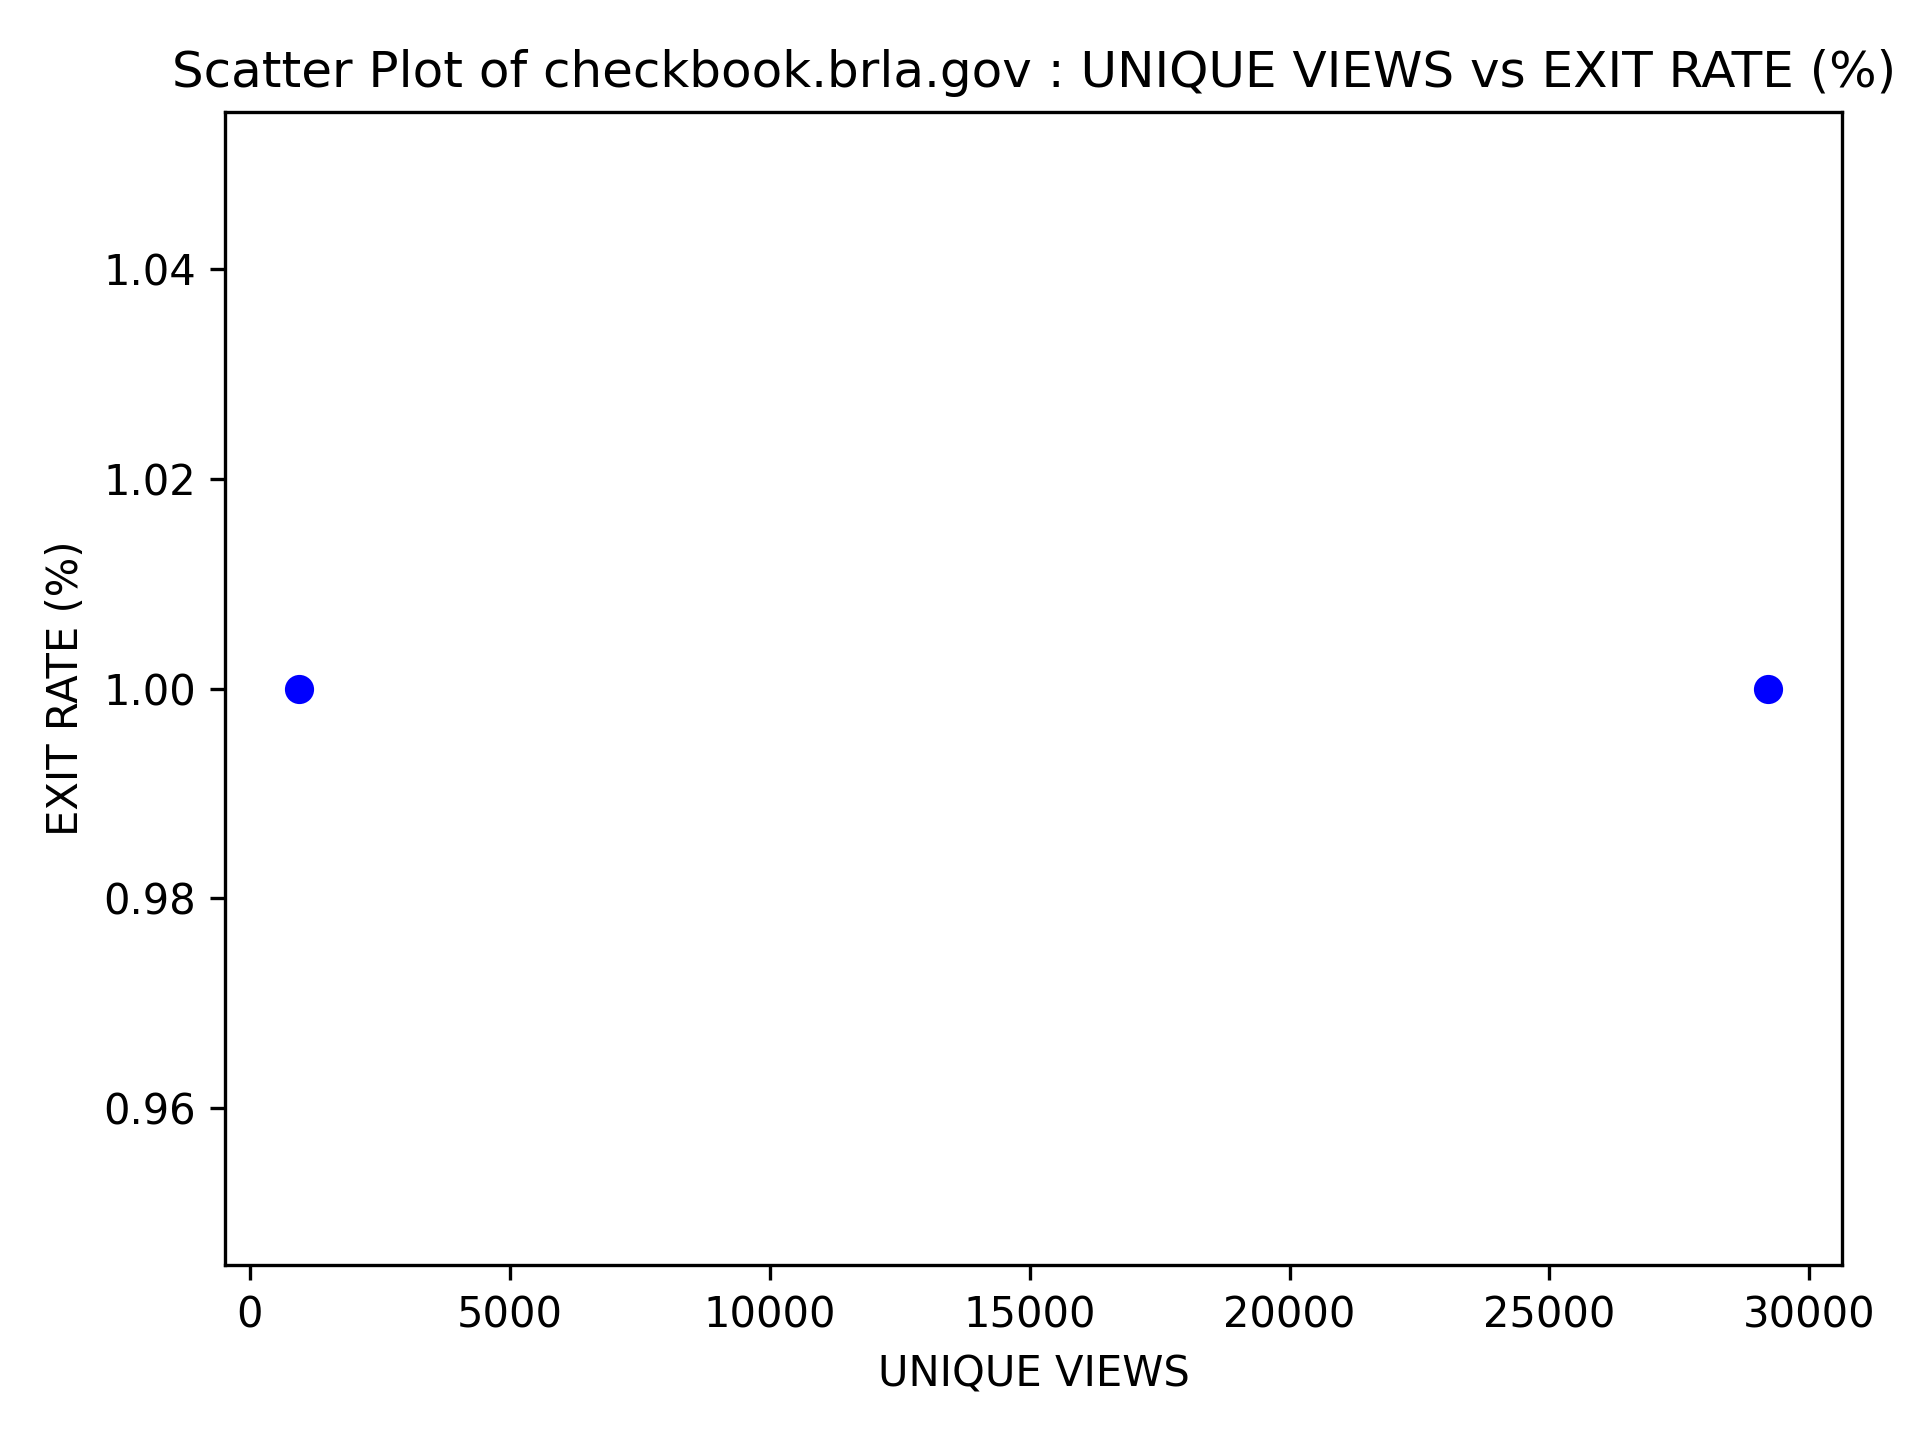 Scatter Plot of checkbook.brla.gov : UNIQUE VIEWS vs EXIT RATE (%)
EXIT RATE (%)
1.04
1.02
1.00
0.98
0.96
0 5000 10000 15000 20000 25000 30000
UNIQUE VIEWS